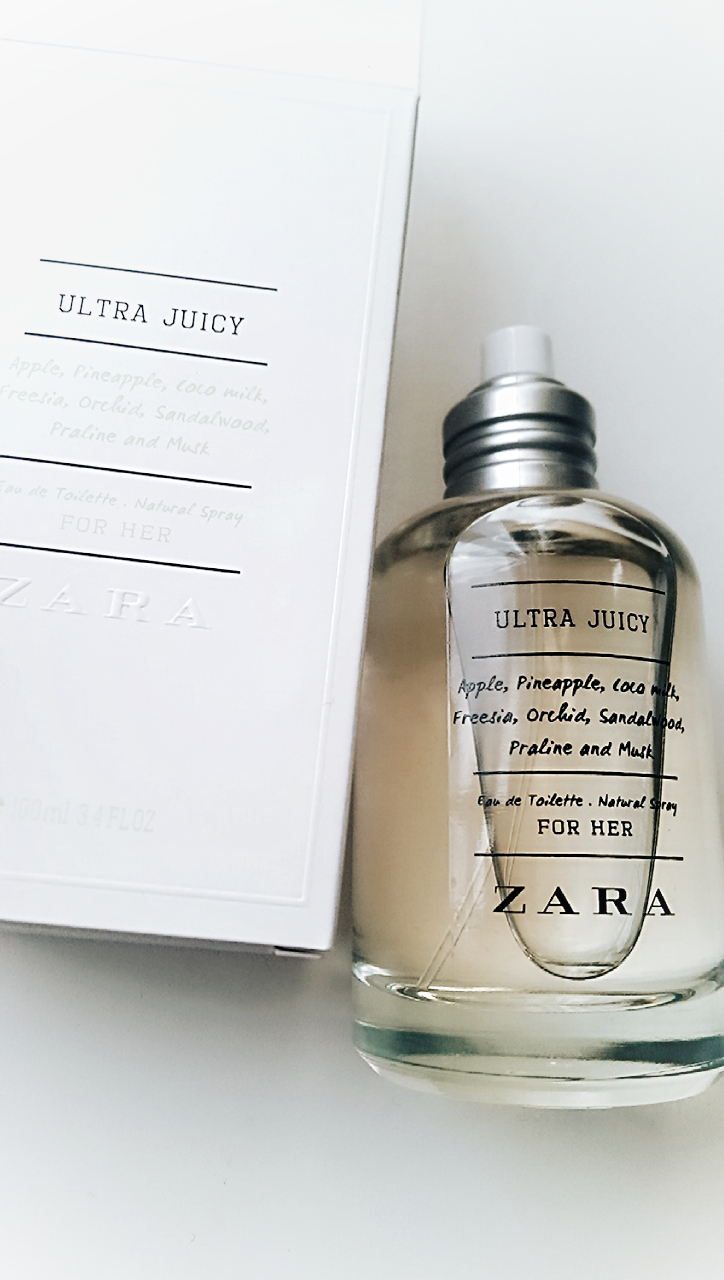 ULTRA JUICY
Apple, Pineapple, coco milk,
Freesia, Orchid, Sandalwood,
Praline and Musk
Eau de Toilette . Natural Spray
FOR HER
ZARA
100ml 3.4 FL OZ
ULTRA JUICY
Apple, Pineapple, coco milk,
Freesia, Orchid, Sandalwood,
Praline and Musk
Eau de Toilette . Natural Spray
FOR HER
ZARA